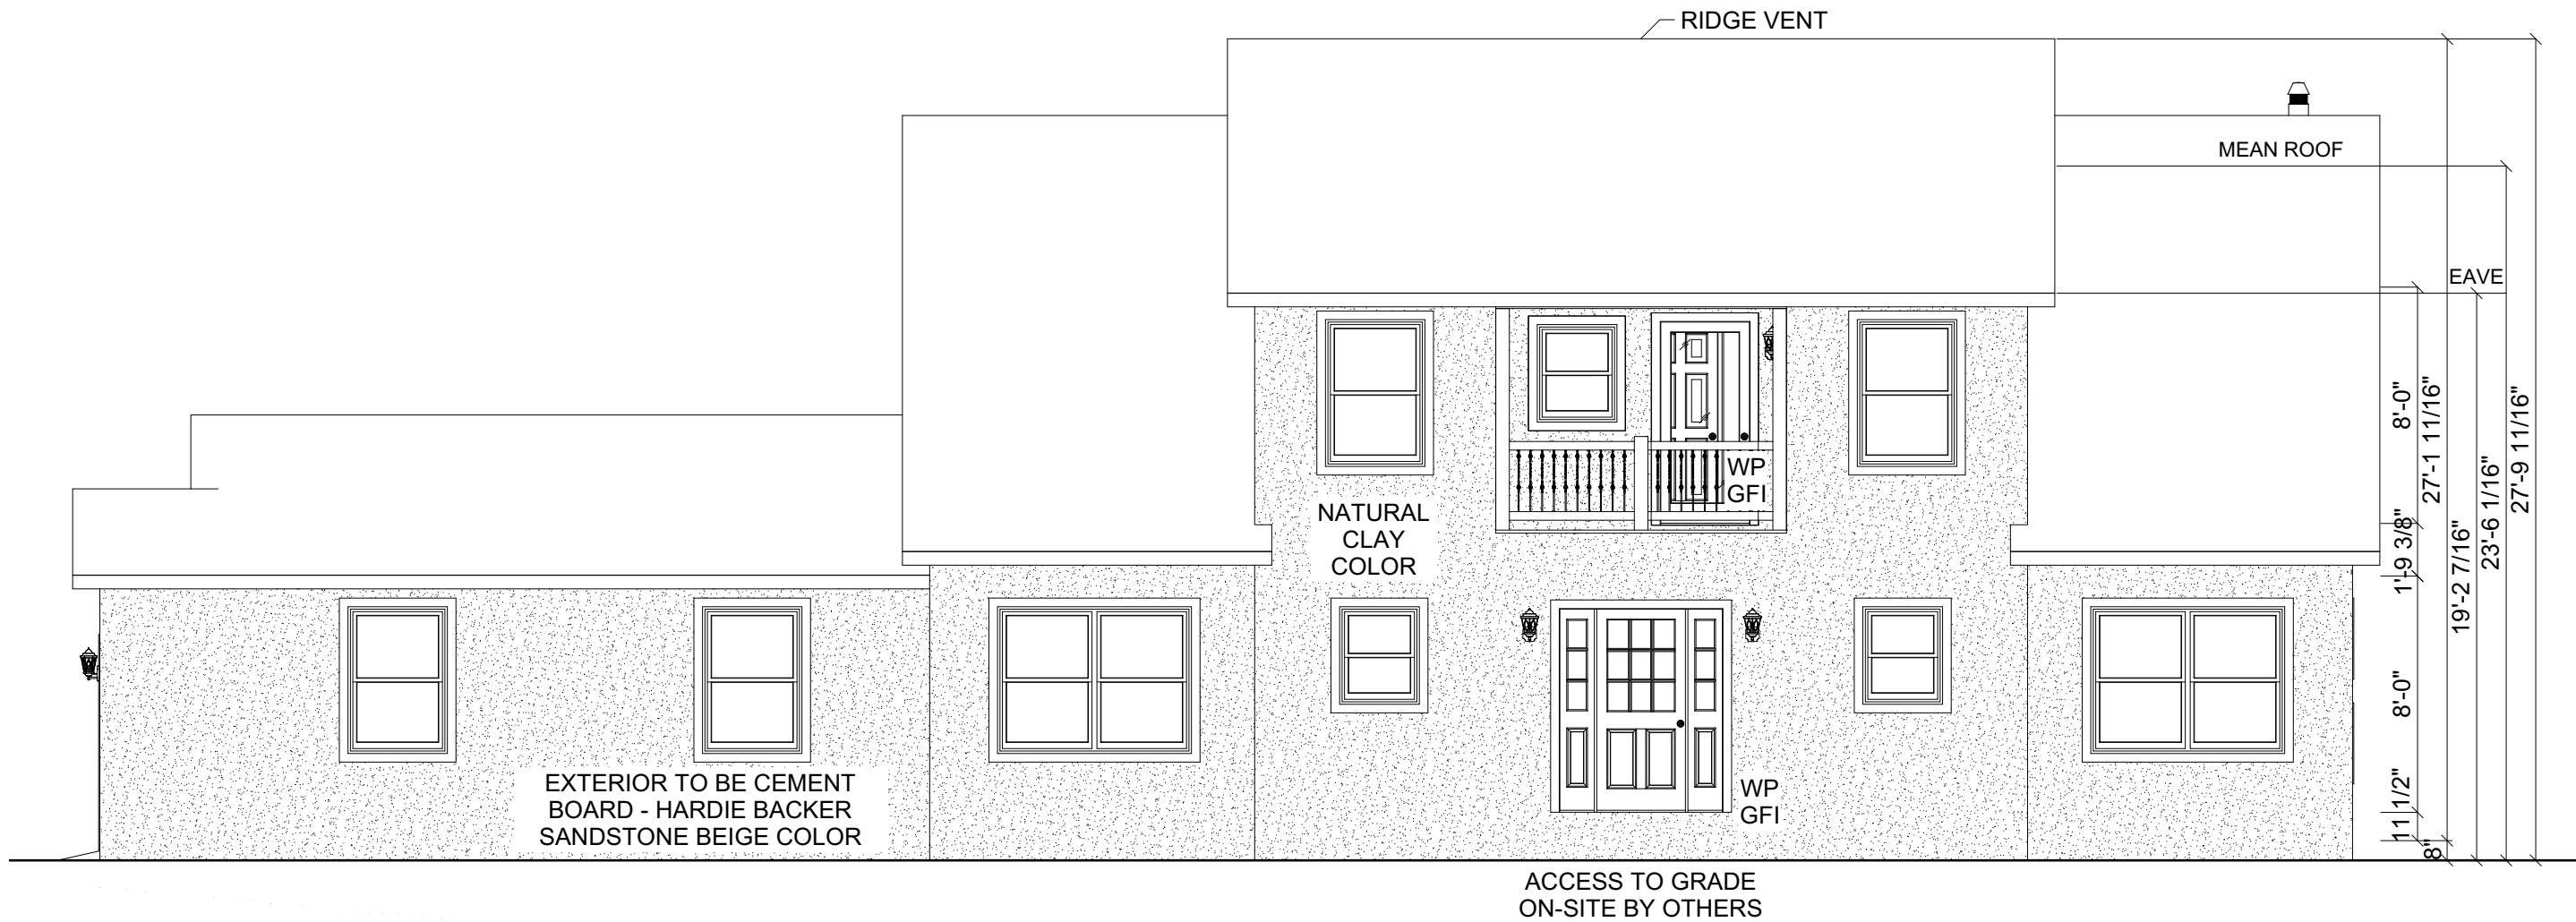 RIDGE VENT
MEAN ROOF
EAVE
8'-0"
27'-1 11/16"
27'-9 11/16"
23'-6 1/16"
WP
GFI
NATURAL
CLAY
COLOR
1'-9 3/8"
19'-2 7/16"
8'-0"
EXTERIOR TO BE CEMENT
BOARD - HARDIE BACKER
SANDSTONE BEIGE COLOR
WP
GFI
11 1/2"
8"
ACCESS TO GRADE
ON-SITE BY OTHERS